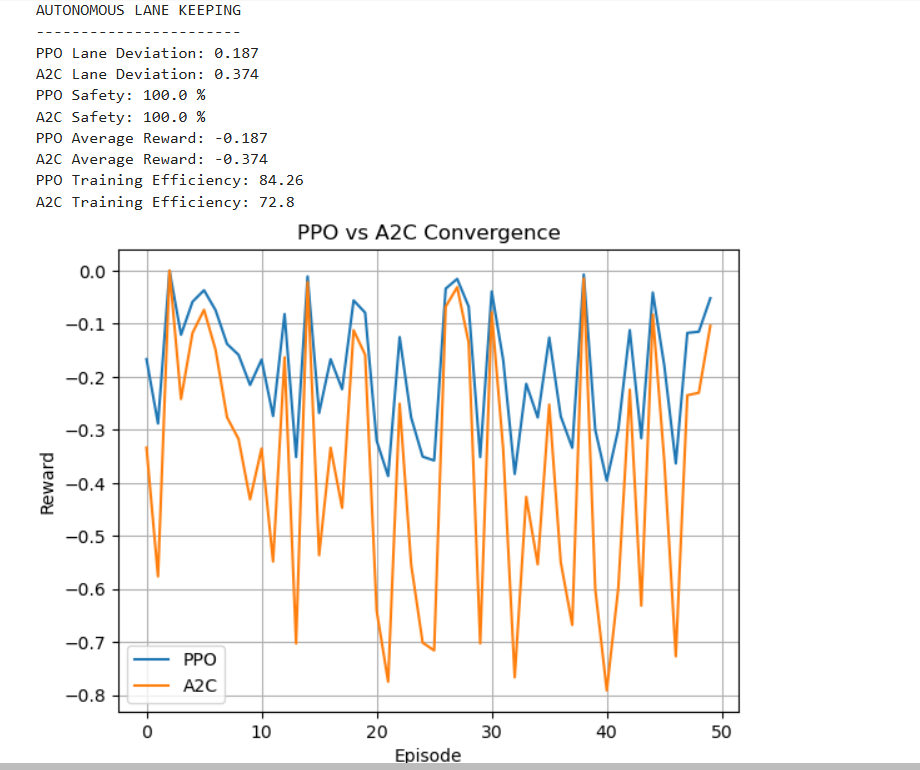 AUTONOMOUS LANE KEEPING
-----------------------
PPO Lane Deviation: 0.187
A2C Lane Deviation: 0.374
PPO Safety: 100.0 %
A2C Safety: 100.0 %
PPO Average Reward: -0.187
A2C Average Reward: -0.374
PPO Training Efficiency: 84.26
A2C Training Efficiency: 72.8
PPO vs A2C Convergence
0.0
−0.1
−0.2
−0.3
−0.4
−0.5
−0.6
−0.7
−0.8
Reward
PPO
A2C
0 10 20 30 40 50
Episode